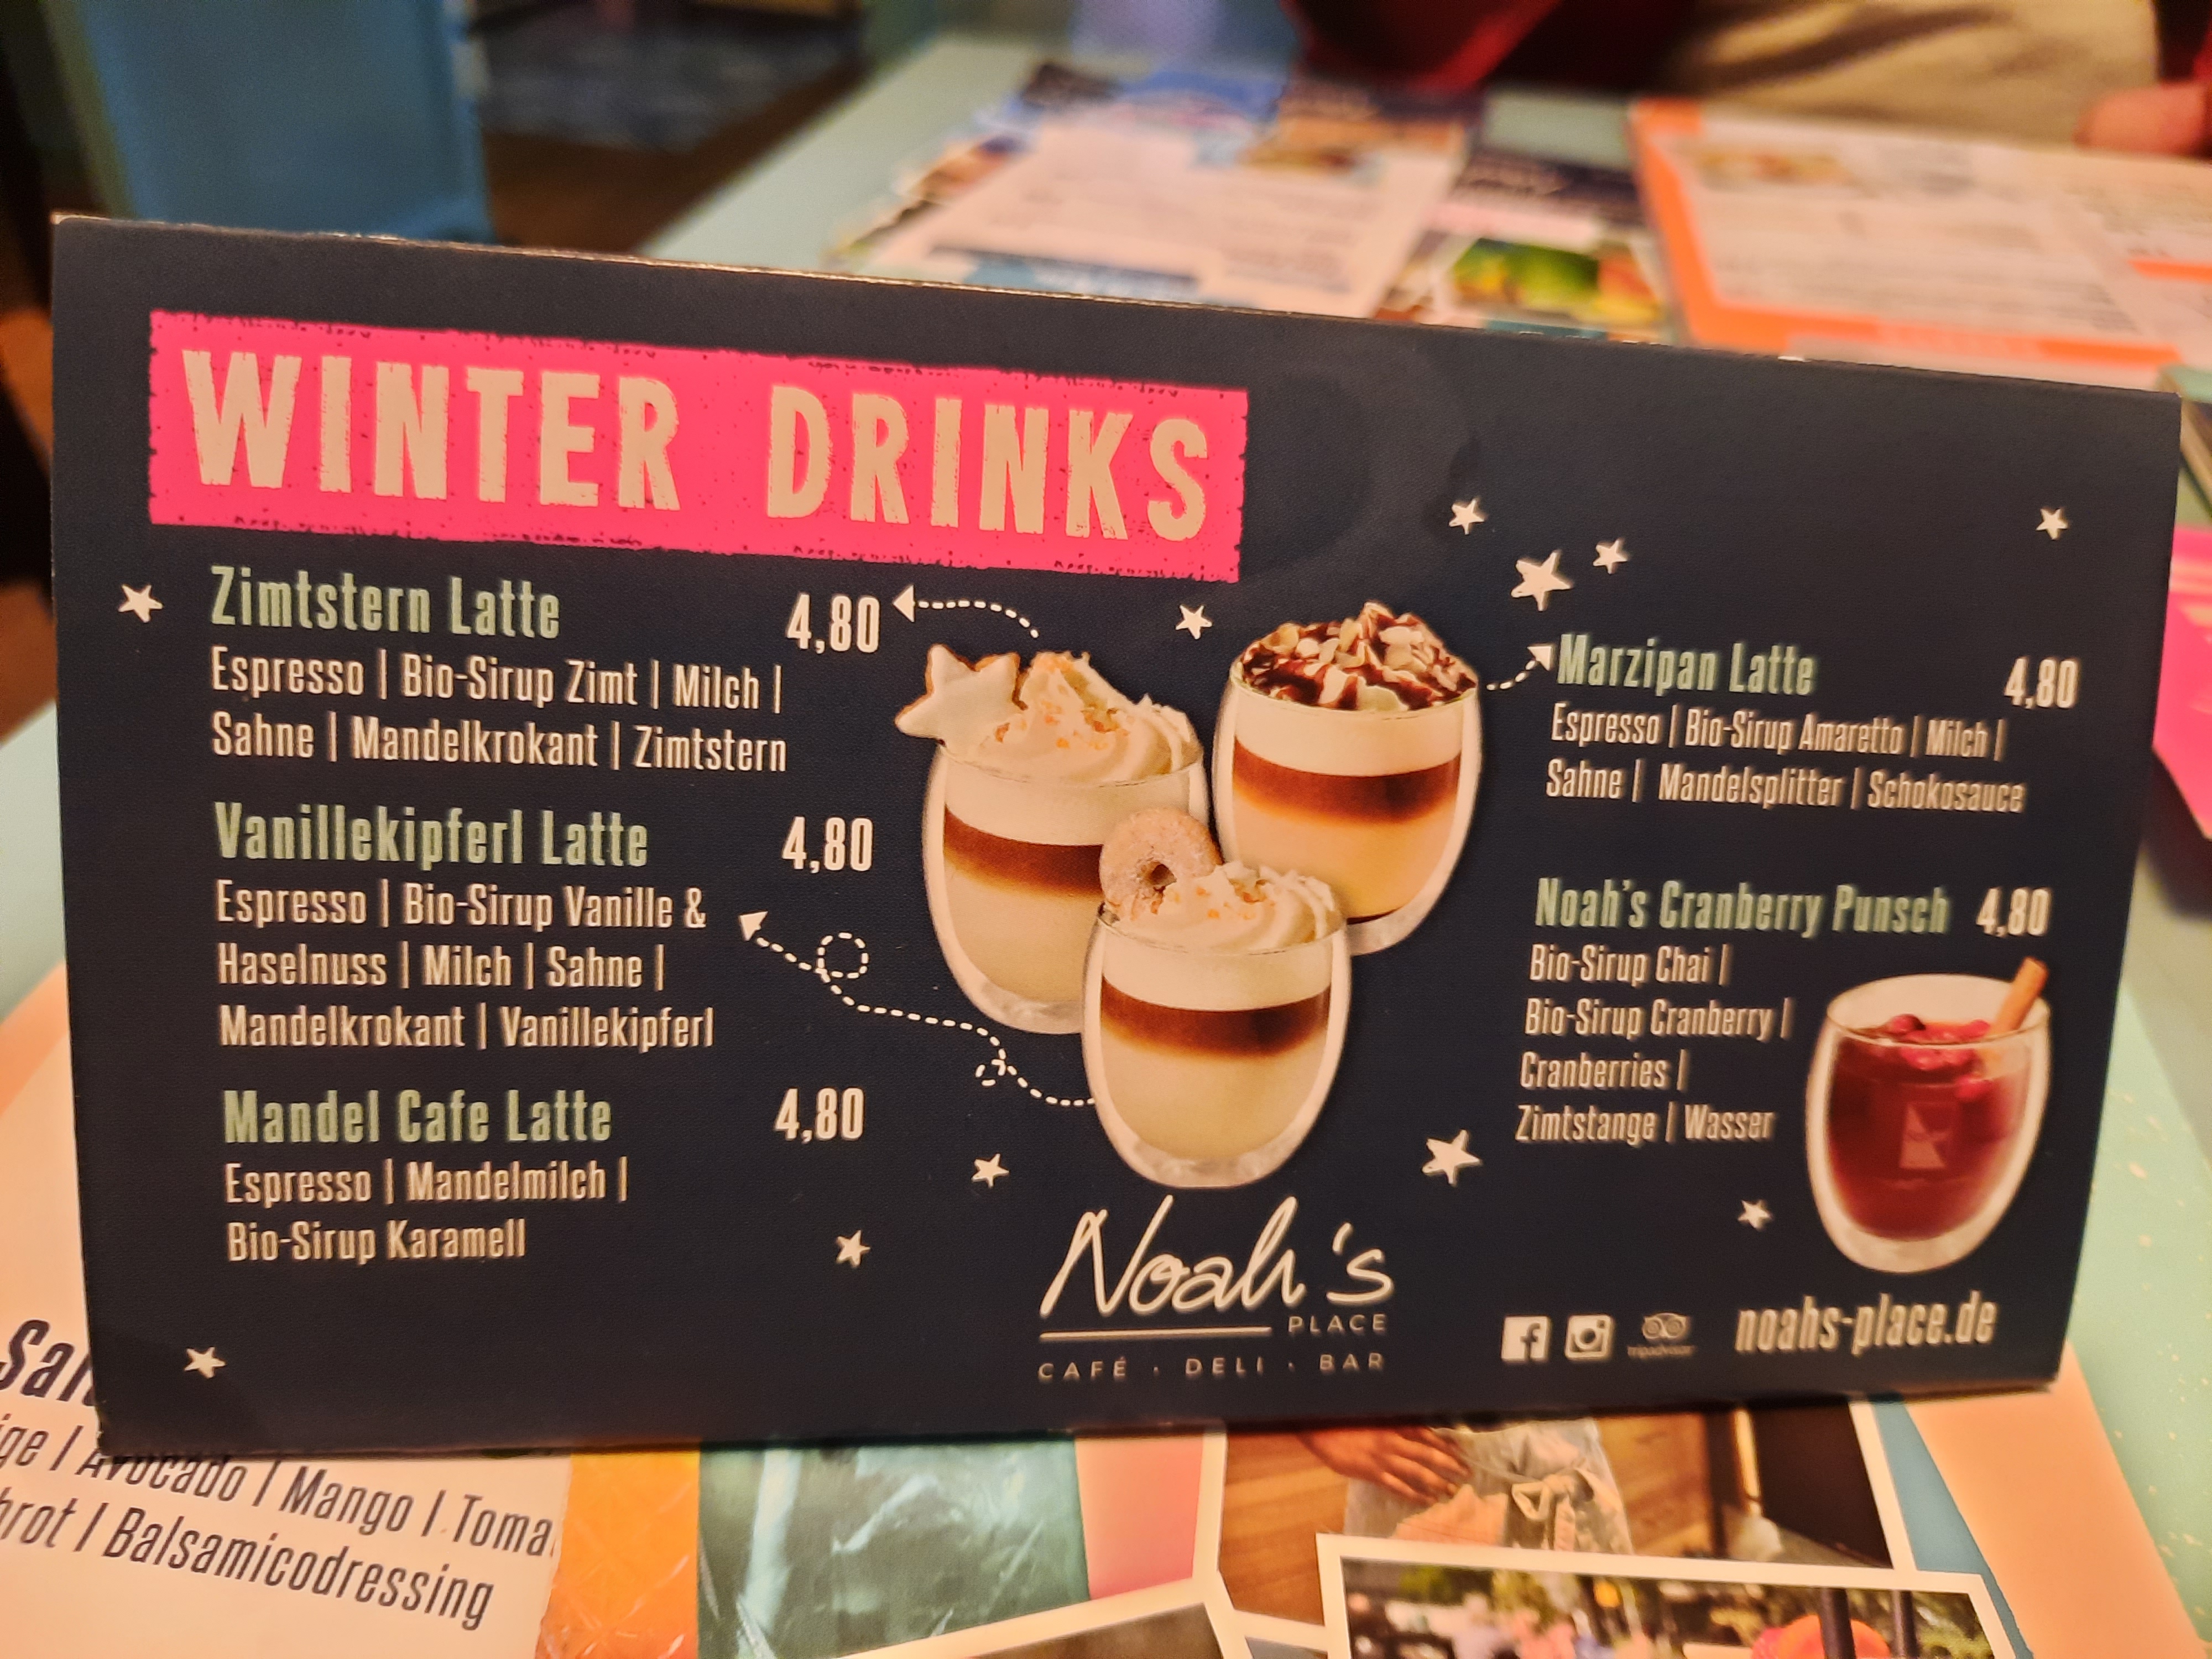 WINTER DRINKS
Zimtstern Latte 4,80
Espresso | Bio-Sirup Zimt | Milch |
Sahne | Mandelkrokant | Zimtstern
Vanillekipferl Latte 4,80
Espresso | Bio-Sirup Vanille &
Haselnuss | Milch | Sahne |
Mandelkrokant | Vanillekipferl
Mandel Cafe Latte 4,80
Espresso | Mandelmilch |
Bio-Sirup Karamell
Marzipan Latte 4,80
Espresso | Bio-Sirup Amaretto | Milch |
Sahne | Mandelsplitter | Schokosauce
Noah's Cranberry Punsch 4,80
Bio-Sirup Chai |
Bio-Sirup Cranberry |
Cranberries |
Zimtstange | Wasser
Noah's
PLACE
CAFÉ · DELI · BAR
tripadvisor
noahs-place.de
| Avocado | Mango |
| Balsamicodressing